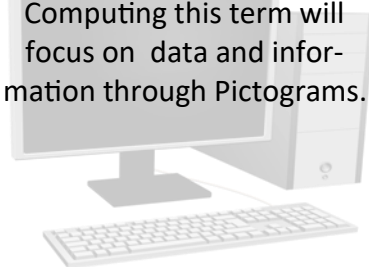 Computing this term will
focus on  data and infor-
mation through Pictograms.